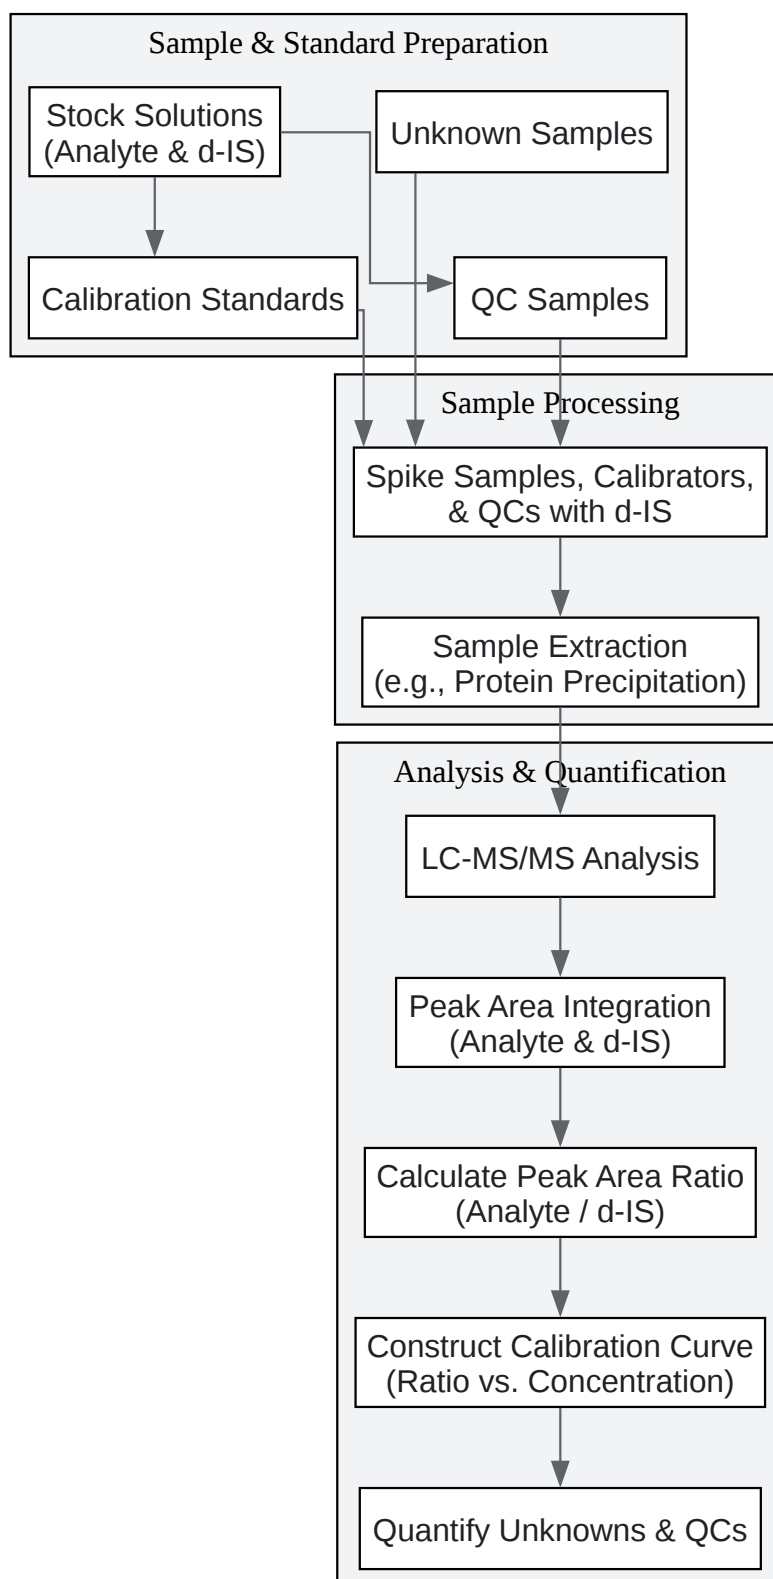 Sample & Standard Preparation
Stock Solutions
(Analyte & d-IS)
Unknown Samples
Calibration Standards
QC Samples
Sample Processing
Spike Samples, Calibrators,
& QCs with d-IS
Sample Extraction
(e.g., Protein Precipitation)
Analysis & Quantification
LC-MS/MS Analysis
Peak Area Integration
(Analyte & d-IS)
Calculate Peak Area Ratio
(Analyte / d-IS)
Construct Calibration Curve
(Ratio vs. Concentration)
Quantify Unknowns & QCs